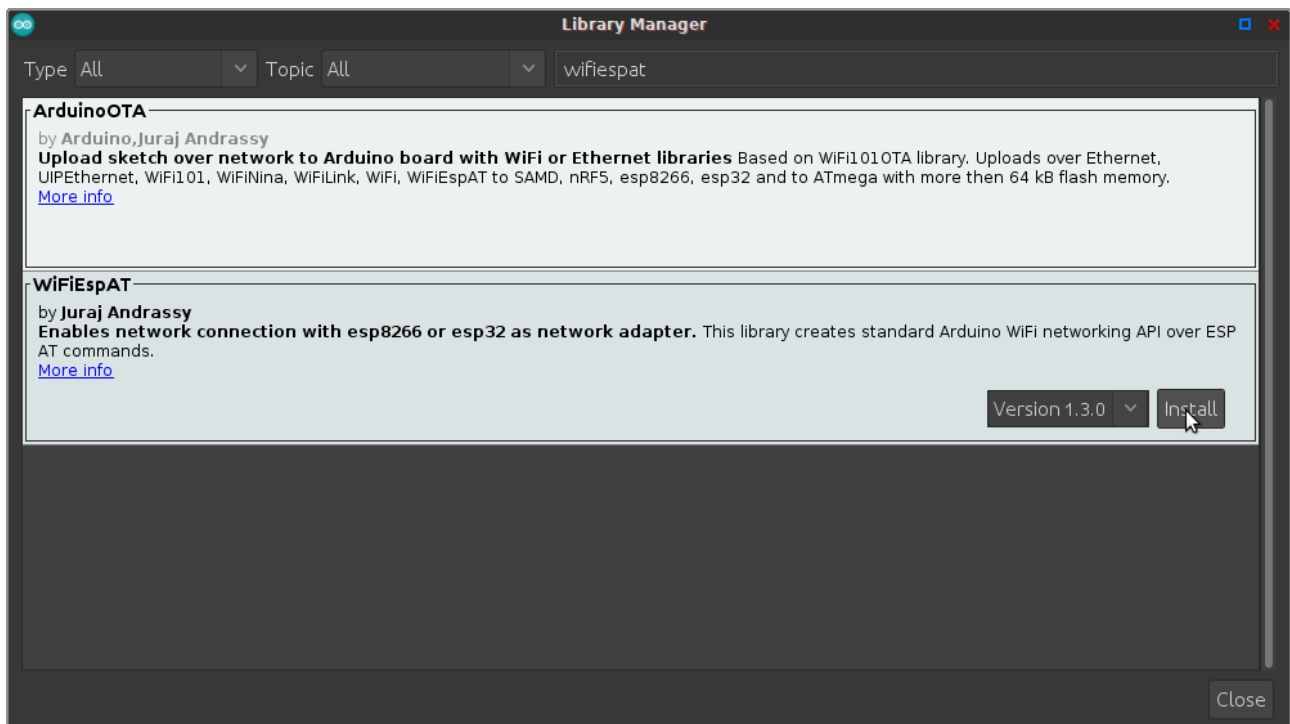 Library Manager
Type All Topic All wifiespat
ArduinoOTA
by Arduino,Juraj Andrassy
Upload sketch over network to Arduino board with WiFi or Ethernet libraries Based on WiFi101OTA library. Uploads over Ethernet,
UIPEthernet, WiFi101, WiFiNina, WiFiLink, WiFi, WiFiEspAT to SAMD, nRF5, esp8266, esp32 and to ATmega with more then 64 kB flash memory.
More info
WiFiEspAT
by Juraj Andrassy
Enables network connection with esp8266 or esp32 as network adapter. This library creates standard Arduino WiFi networking API over ESP
AT commands.
More info
Version 1.3.0 Install
Close